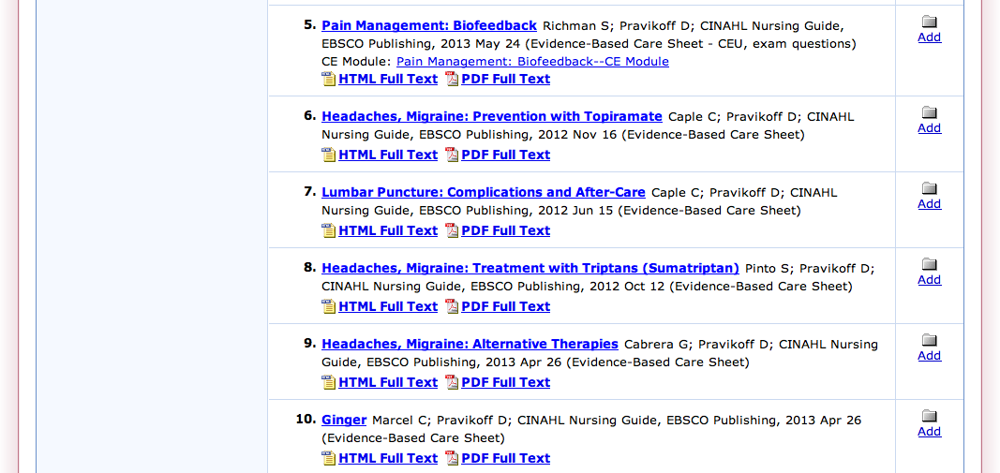 5. Pain Management: Biofeedback Richman S; Pravikoff D; CINAHL Nursing Guide,
EBSCO Publishing, 2013 May 24 (Evidence-Based Care Sheet - CEU, exam questions)
CE Module: Pain Management: Biofeedback--CE Module
HTML Full Text PDF Full Text
Add
6. Headaches, Migraine: Prevention with Topiramate Caple C; Pravikoff D; CINAHL
Nursing Guide, EBSCO Publishing, 2012 Nov 16 (Evidence-Based Care Sheet)
HTML Full Text PDF Full Text
Add
7. Lumbar Puncture: Complications and After-Care Caple C; Pravikoff D; CINAHL
Nursing Guide, EBSCO Publishing, 2012 Jun 15 (Evidence-Based Care Sheet)
HTML Full Text PDF Full Text
Add
8. Headaches, Migraine: Treatment with Triptans (Sumatriptan) Pinto S; Pravikoff D;
CINAHL Nursing Guide, EBSCO Publishing, 2012 Oct 12 (Evidence-Based Care Sheet)
HTML Full Text PDF Full Text
Add
9. Headaches, Migraine: Alternative Therapies Cabrera G; Pravikoff D; CINAHL Nursing
Guide, EBSCO Publishing, 2013 Apr 26 (Evidence-Based Care Sheet)
HTML Full Text PDF Full Text
Add
10. Ginger Marcel C; Pravikoff D; CINAHL Nursing Guide, EBSCO Publishing, 2013 Apr 26
(Evidence-Based Care Sheet)
HTML Full Text PDF Full Text
Add